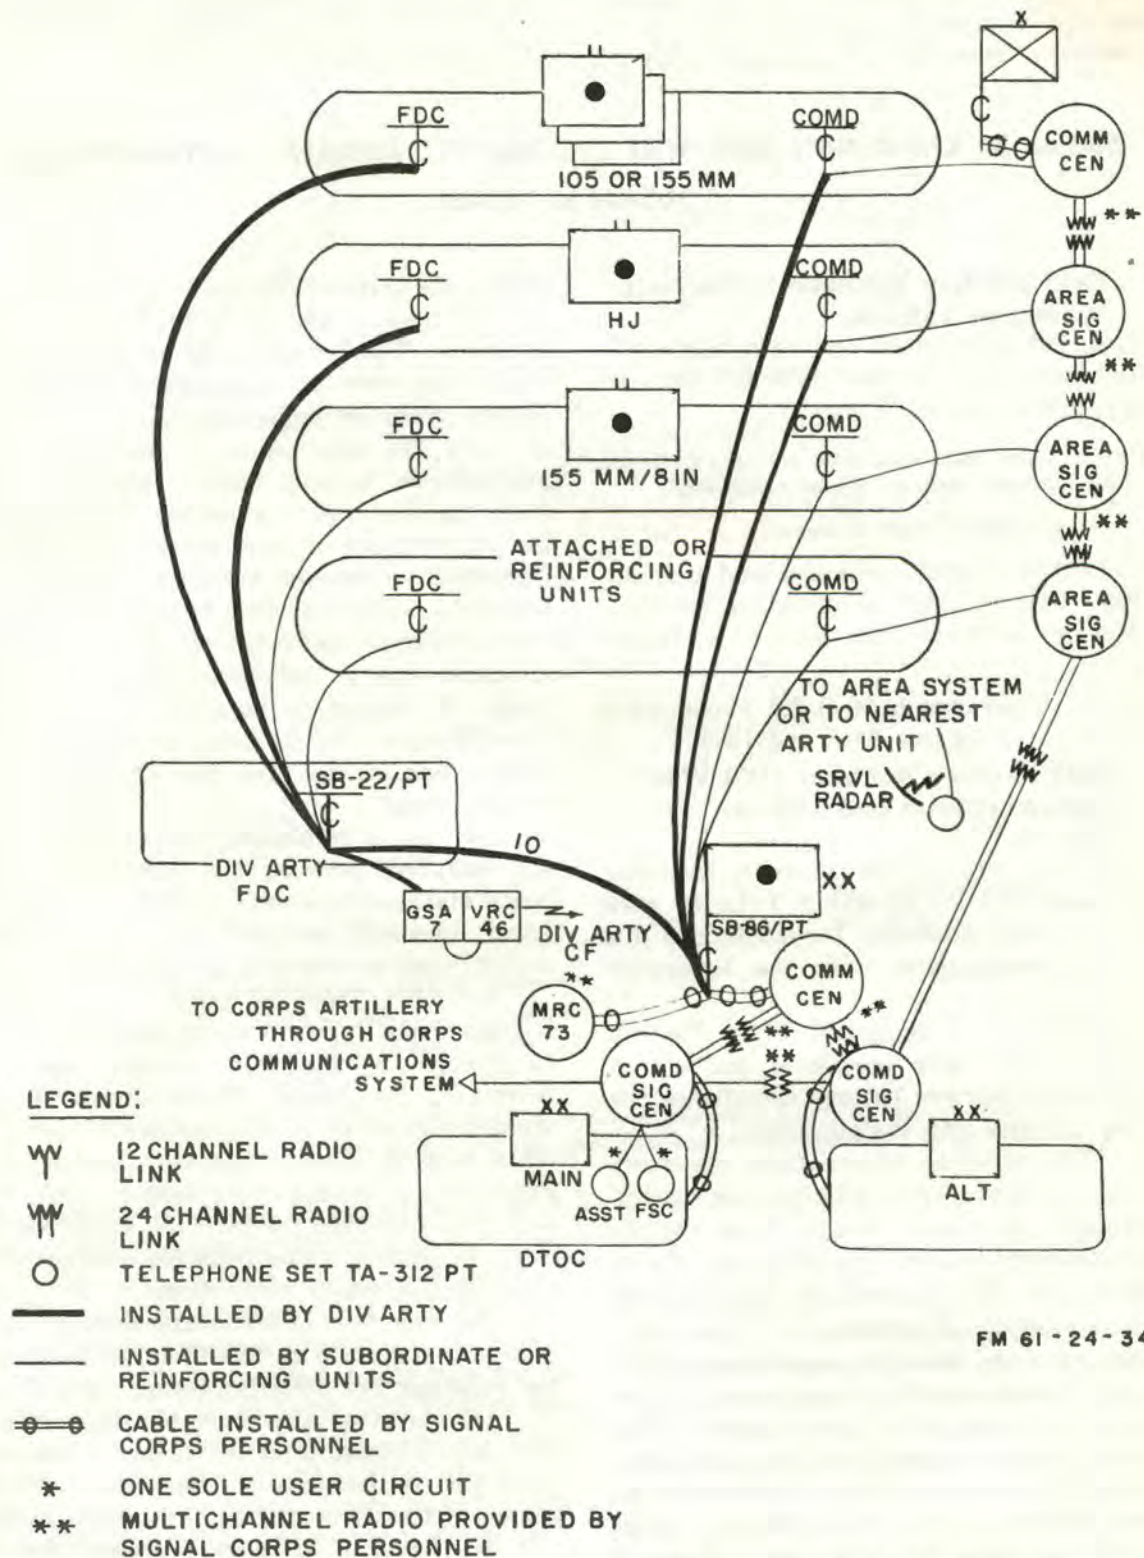 X
FDC
COMD
COMM
CEN
105 OR 155 MM
**
FDC
COMD
AREA
SIG
CEN
HJ
**
FDC
COMD
AREA
SIG
CEN
155 MM/8 IN
**
ATTACHED OR
REINFORCING
UNITS
FDC
COMD
AREA
SIG
CEN
TO AREA SYSTEM
OR TO NEAREST
ARTY UNIT
SRVL
RADAR
SB-22/PT
10
DIV ARTY
FDC
XX
GSA
7
VRC
46
SB-86/PT
DIV ARTY
CF
**
COMM
CEN
MRC
73
**
**
TO CORPS ARTILLERY
THROUGH CORPS
COMMUNICATIONS
SYSTEM
**
COMD
SIG
CEN
COMD
SIG
CEN
LEGEND:
XX
XX
12 CHANNEL RADIO
LINK
MAIN
*
*
ASST
FSC
ALT
24 CHANNEL RADIO
LINK
DTOC
TELEPHONE SET TA-312 PT
INSTALLED BY DIV ARTY
FM 61-24-34
INSTALLED BY SUBORDINATE OR
REINFORCING UNITS
CABLE INSTALLED BY SIGNAL
CORPS PERSONNEL
* ONE SOLE USER CIRCUIT
** MULTICHANNEL RADIO PROVIDED BY
SIGNAL CORPS PERSONNEL